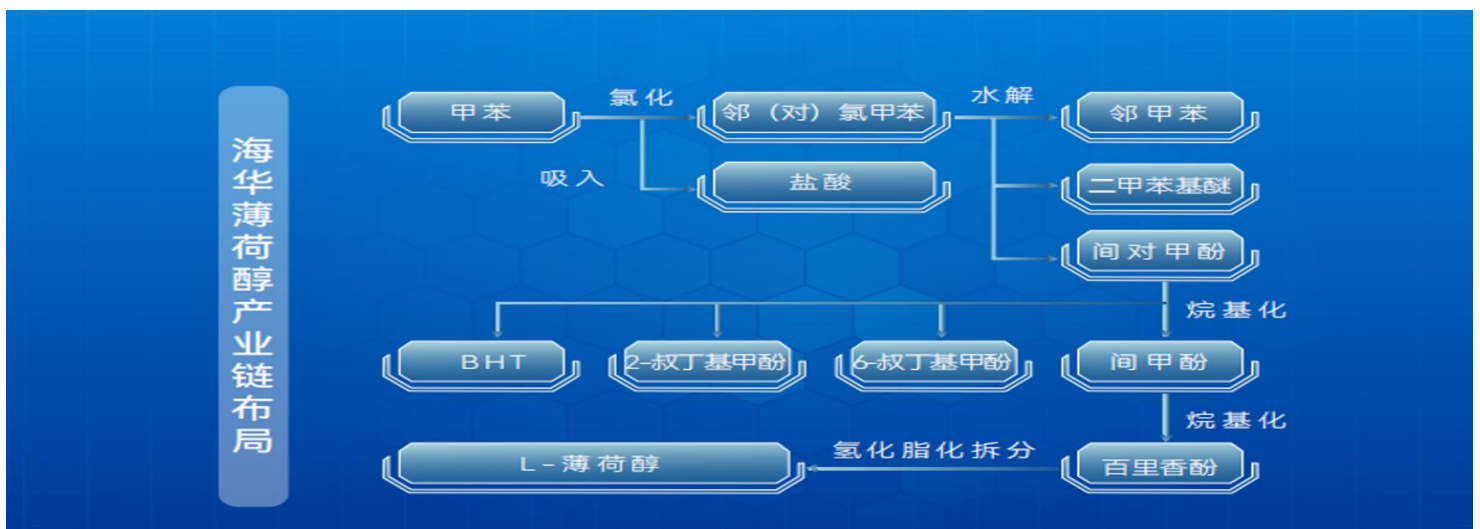 海华薄荷醇产业链布局
甲苯
氯化
邻（对）氯甲苯
水解
邻甲苯
吸入
盐酸
二甲苯基醚
间对甲酚
烷基化
BHT
2-叔丁基甲酚
6-叔丁基甲酚
间甲酚
烷基化
L-薄荷醇
氢化脂化拆分
百里香酚